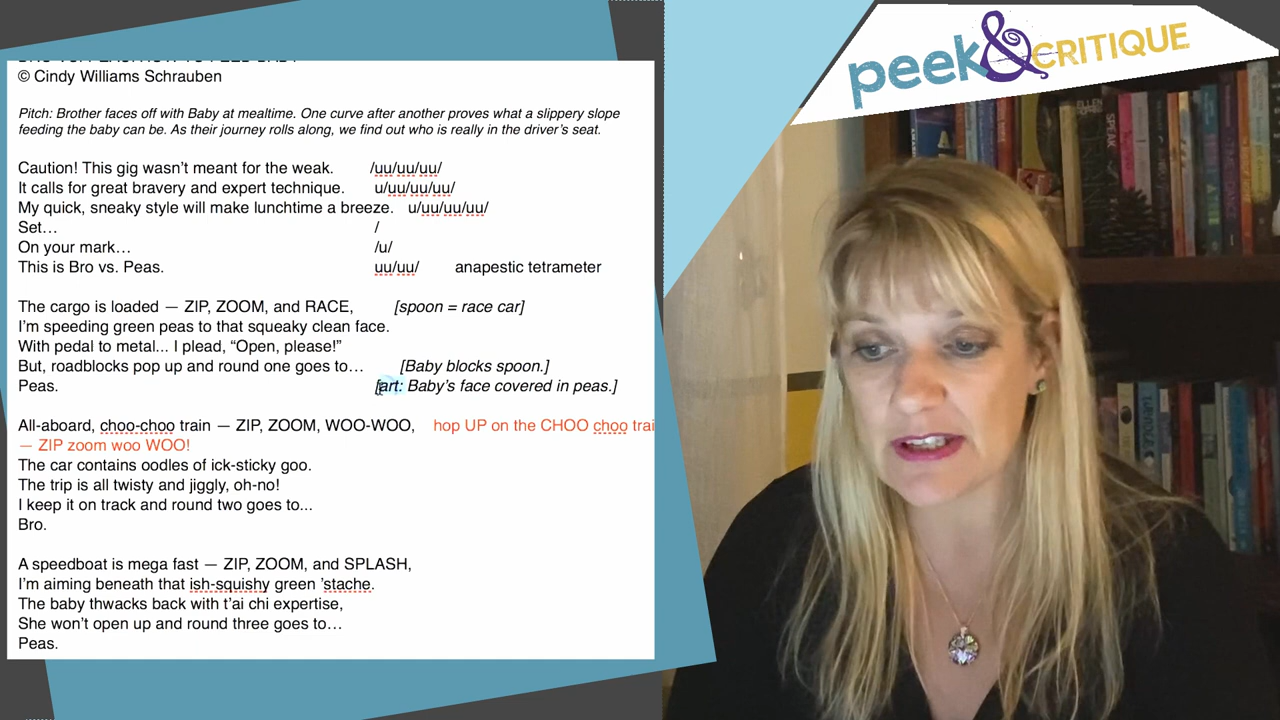 peek & CRITIQUE
© Cindy Williams Schrauben
Pitch: Brother faces off with Baby at mealtime. One curve after another proves what a slippery slope
feeding the baby can be. As their journey rolls along, we find out who is really in the driver's seat.
Caution! This gig wasn't meant for the weak. /uu/uu/uu/
It calls for great bravery and expert technique. u/uu/uu/uu/
My quick, sneaky style will make lunchtime a breeze. u/uu/uu/uu/
Set… /
On your mark… /u/
This is Bro vs. Peas. uu/uu/ anapestic tetrameter
The cargo is loaded — ZIP, ZOOM, and RACE, [spoon = race car]
I'm speeding green peas to that squeaky clean face.
With pedal to metal... I plead, “Open, please!”
But, roadblocks pop up and round one goes to… [Baby blocks spoon.]
Peas. [art: Baby's face covered in peas.]
All-aboard, choo-choo train — ZIP, ZOOM, WOO-WOO, hop UP on the CHOO choo trai
— ZIP zoom woo WOO!
The car contains oodles of ick-sticky goo.
The trip is all twisty and jiggly, oh-no!
I keep it on track and round two goes to...
Bro.
A speedboat is mega fast — ZIP, ZOOM, and SPLASH,
I'm aiming beneath that ish-squishy green 'stache.
The baby thwacks back with t'ai chi expertise,
She won't open up and round three goes to…
Peas.
SPEAK